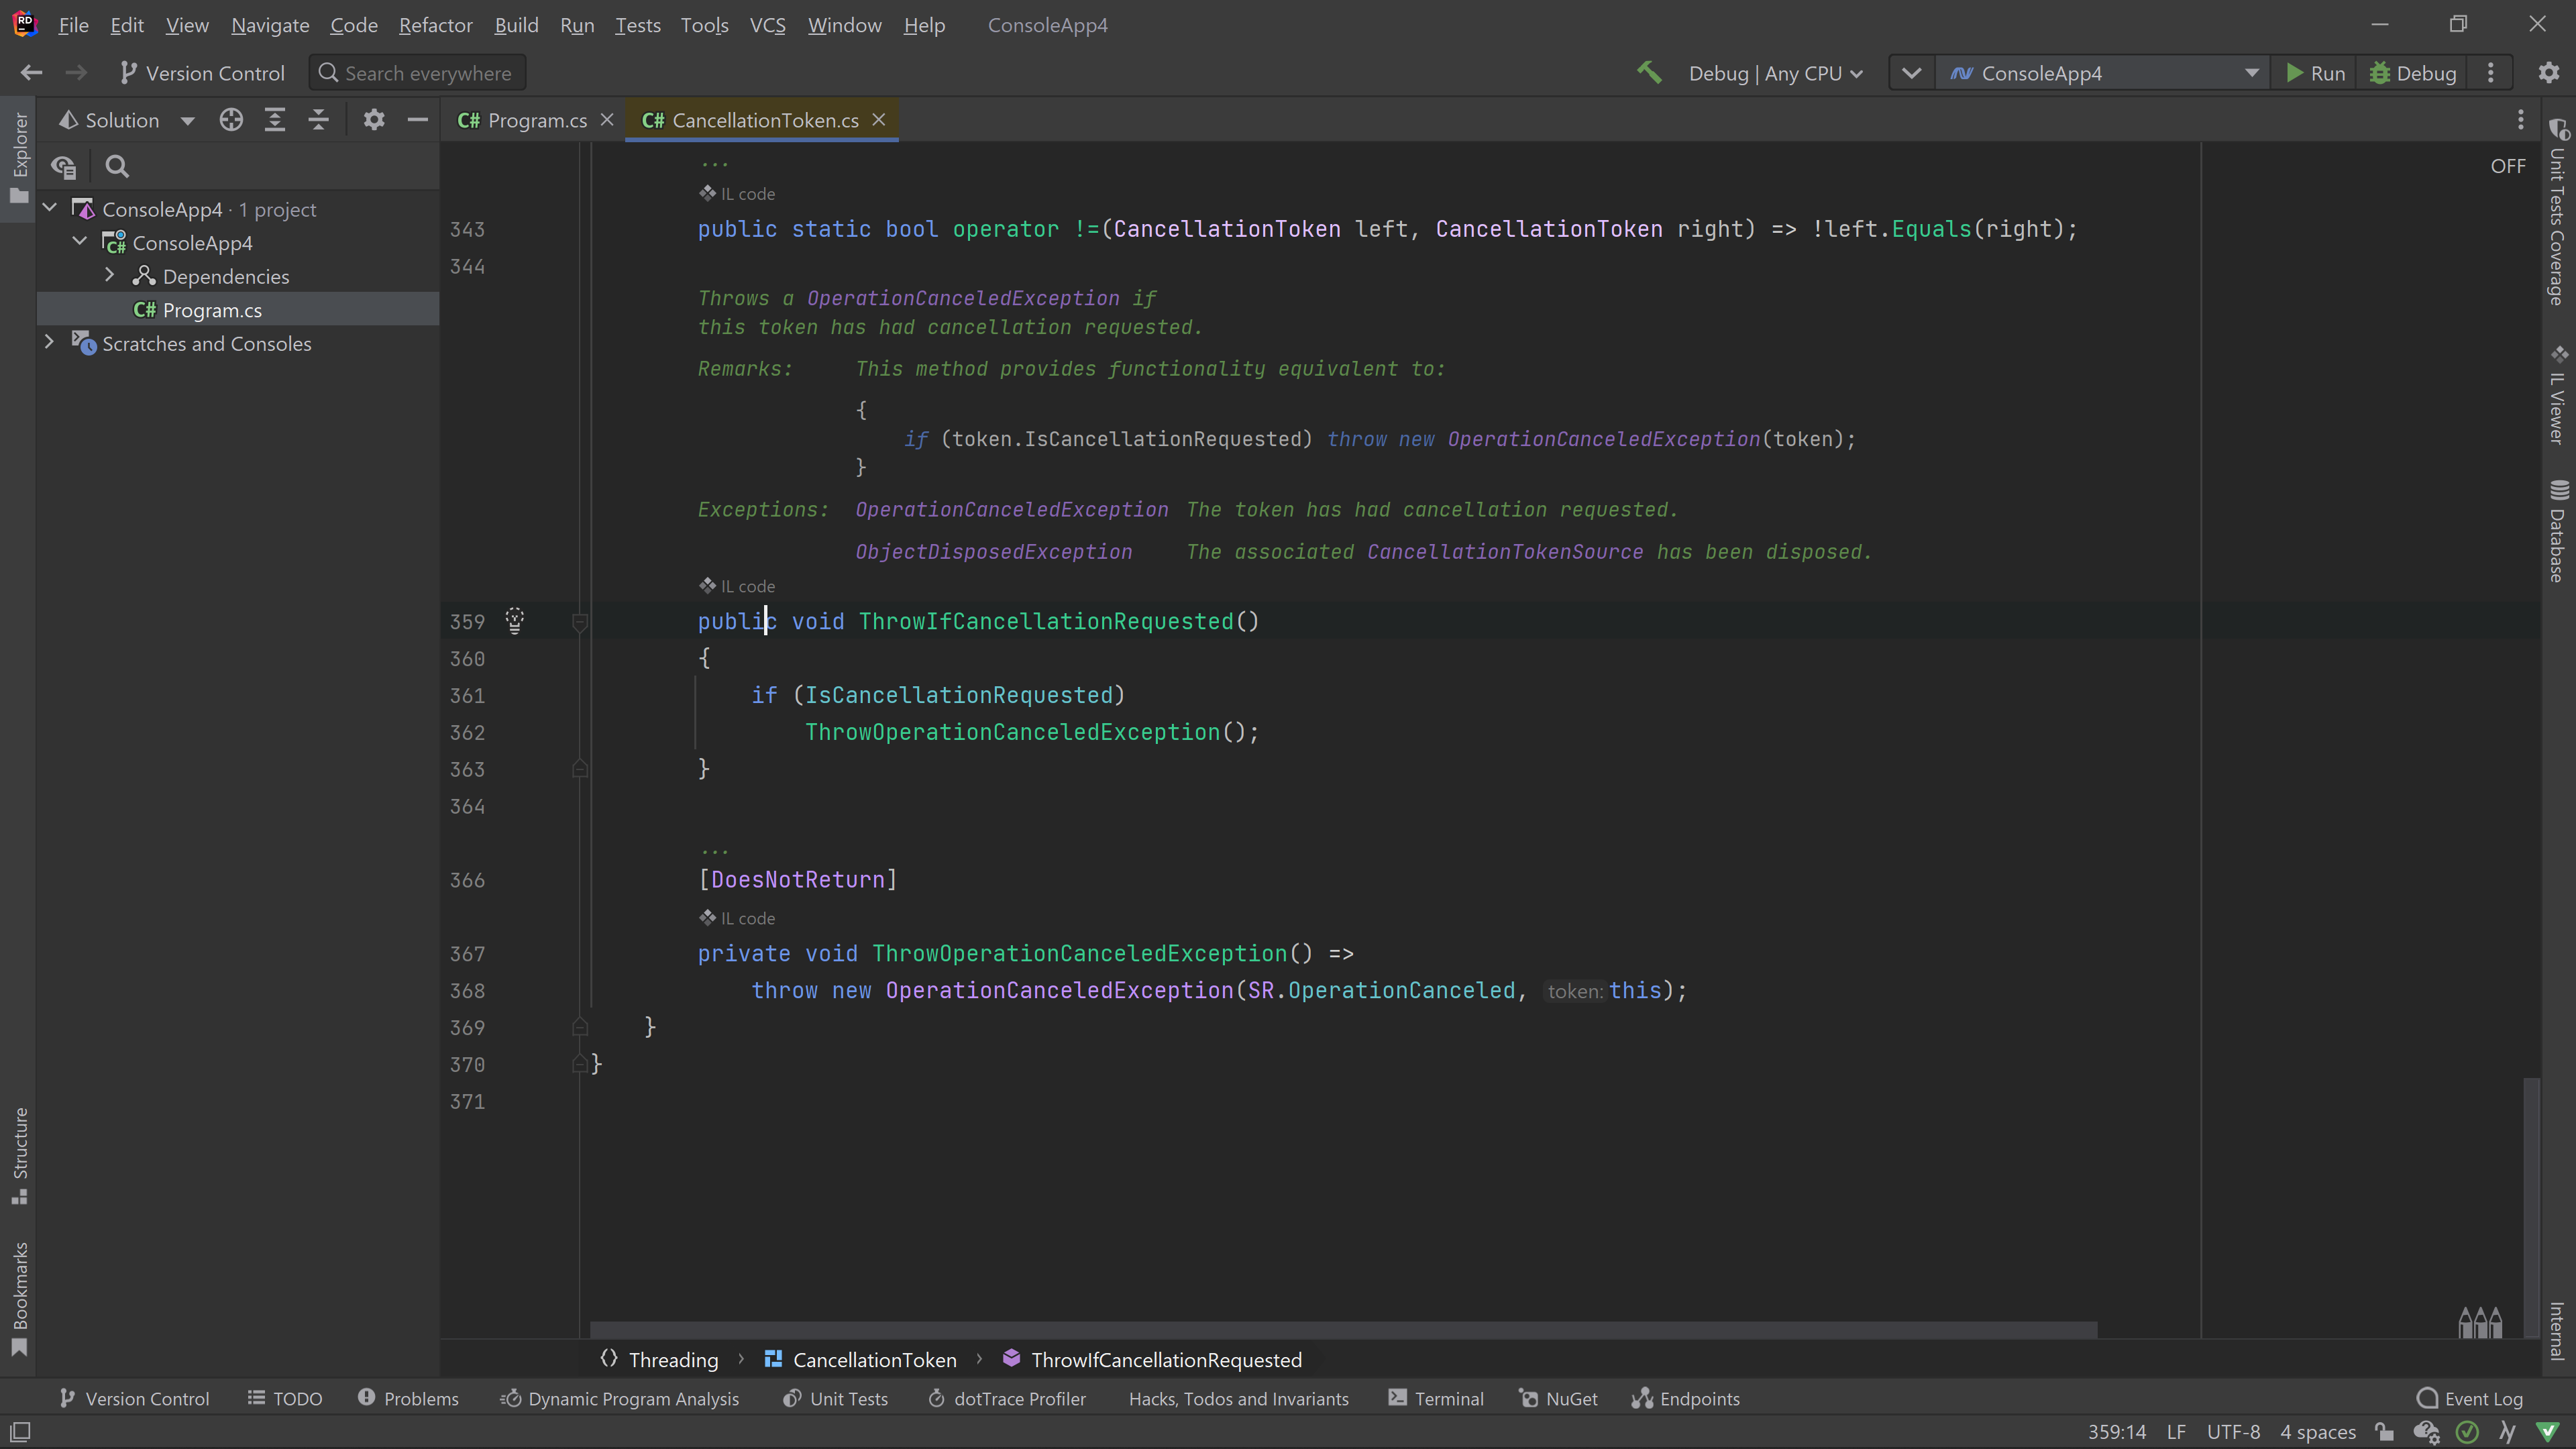 File Edit View Navigate Code Refactor Build Run Tests Tools VCS Window Help ConsoleApp4
Version Control Search everywhere Debug | Any CPU ConsoleApp4 Run Debug
Explorer
Solution
ConsoleApp4 · 1 project
ConsoleApp4
Dependencies
C# Program.cs
Scratches and Consoles
Structure
Bookmarks
C# Program.cs C# CancellationToken.cs
OFF
...
IL code
343 public static bool operator !=(CancellationToken left, CancellationToken right) => !left.Equals(right);
344
Throws a OperationCanceledException if
this token has had cancellation requested.
Remarks: This method provides functionality equivalent to:
{
if (token.IsCancellationRequested) throw new OperationCanceledException(token);
}
Exceptions: OperationCanceledException The token has had cancellation requested.
ObjectDisposedException The associated CancellationTokenSource has been disposed.
IL code
359 public void ThrowIfCancellationRequested()
360 {
361 if (IsCancellationRequested)
362 ThrowOperationCanceledException();
363 }
364
...
366 [DoesNotReturn]
IL code
367 private void ThrowOperationCanceledException() =>
368 throw new OperationCanceledException(SR.OperationCanceled, token: this);
369 }
370 }
371
Unit Tests Coverage
IL Viewer
Database
Internal
Threading › CancellationToken › ThrowIfCancellationRequested
Version Control TODO Problems Dynamic Program Analysis Unit Tests dotTrace Profiler Hacks, Todos and Invariants Terminal NuGet Endpoints Event Log
359:14 LF UTF-8 4 spaces